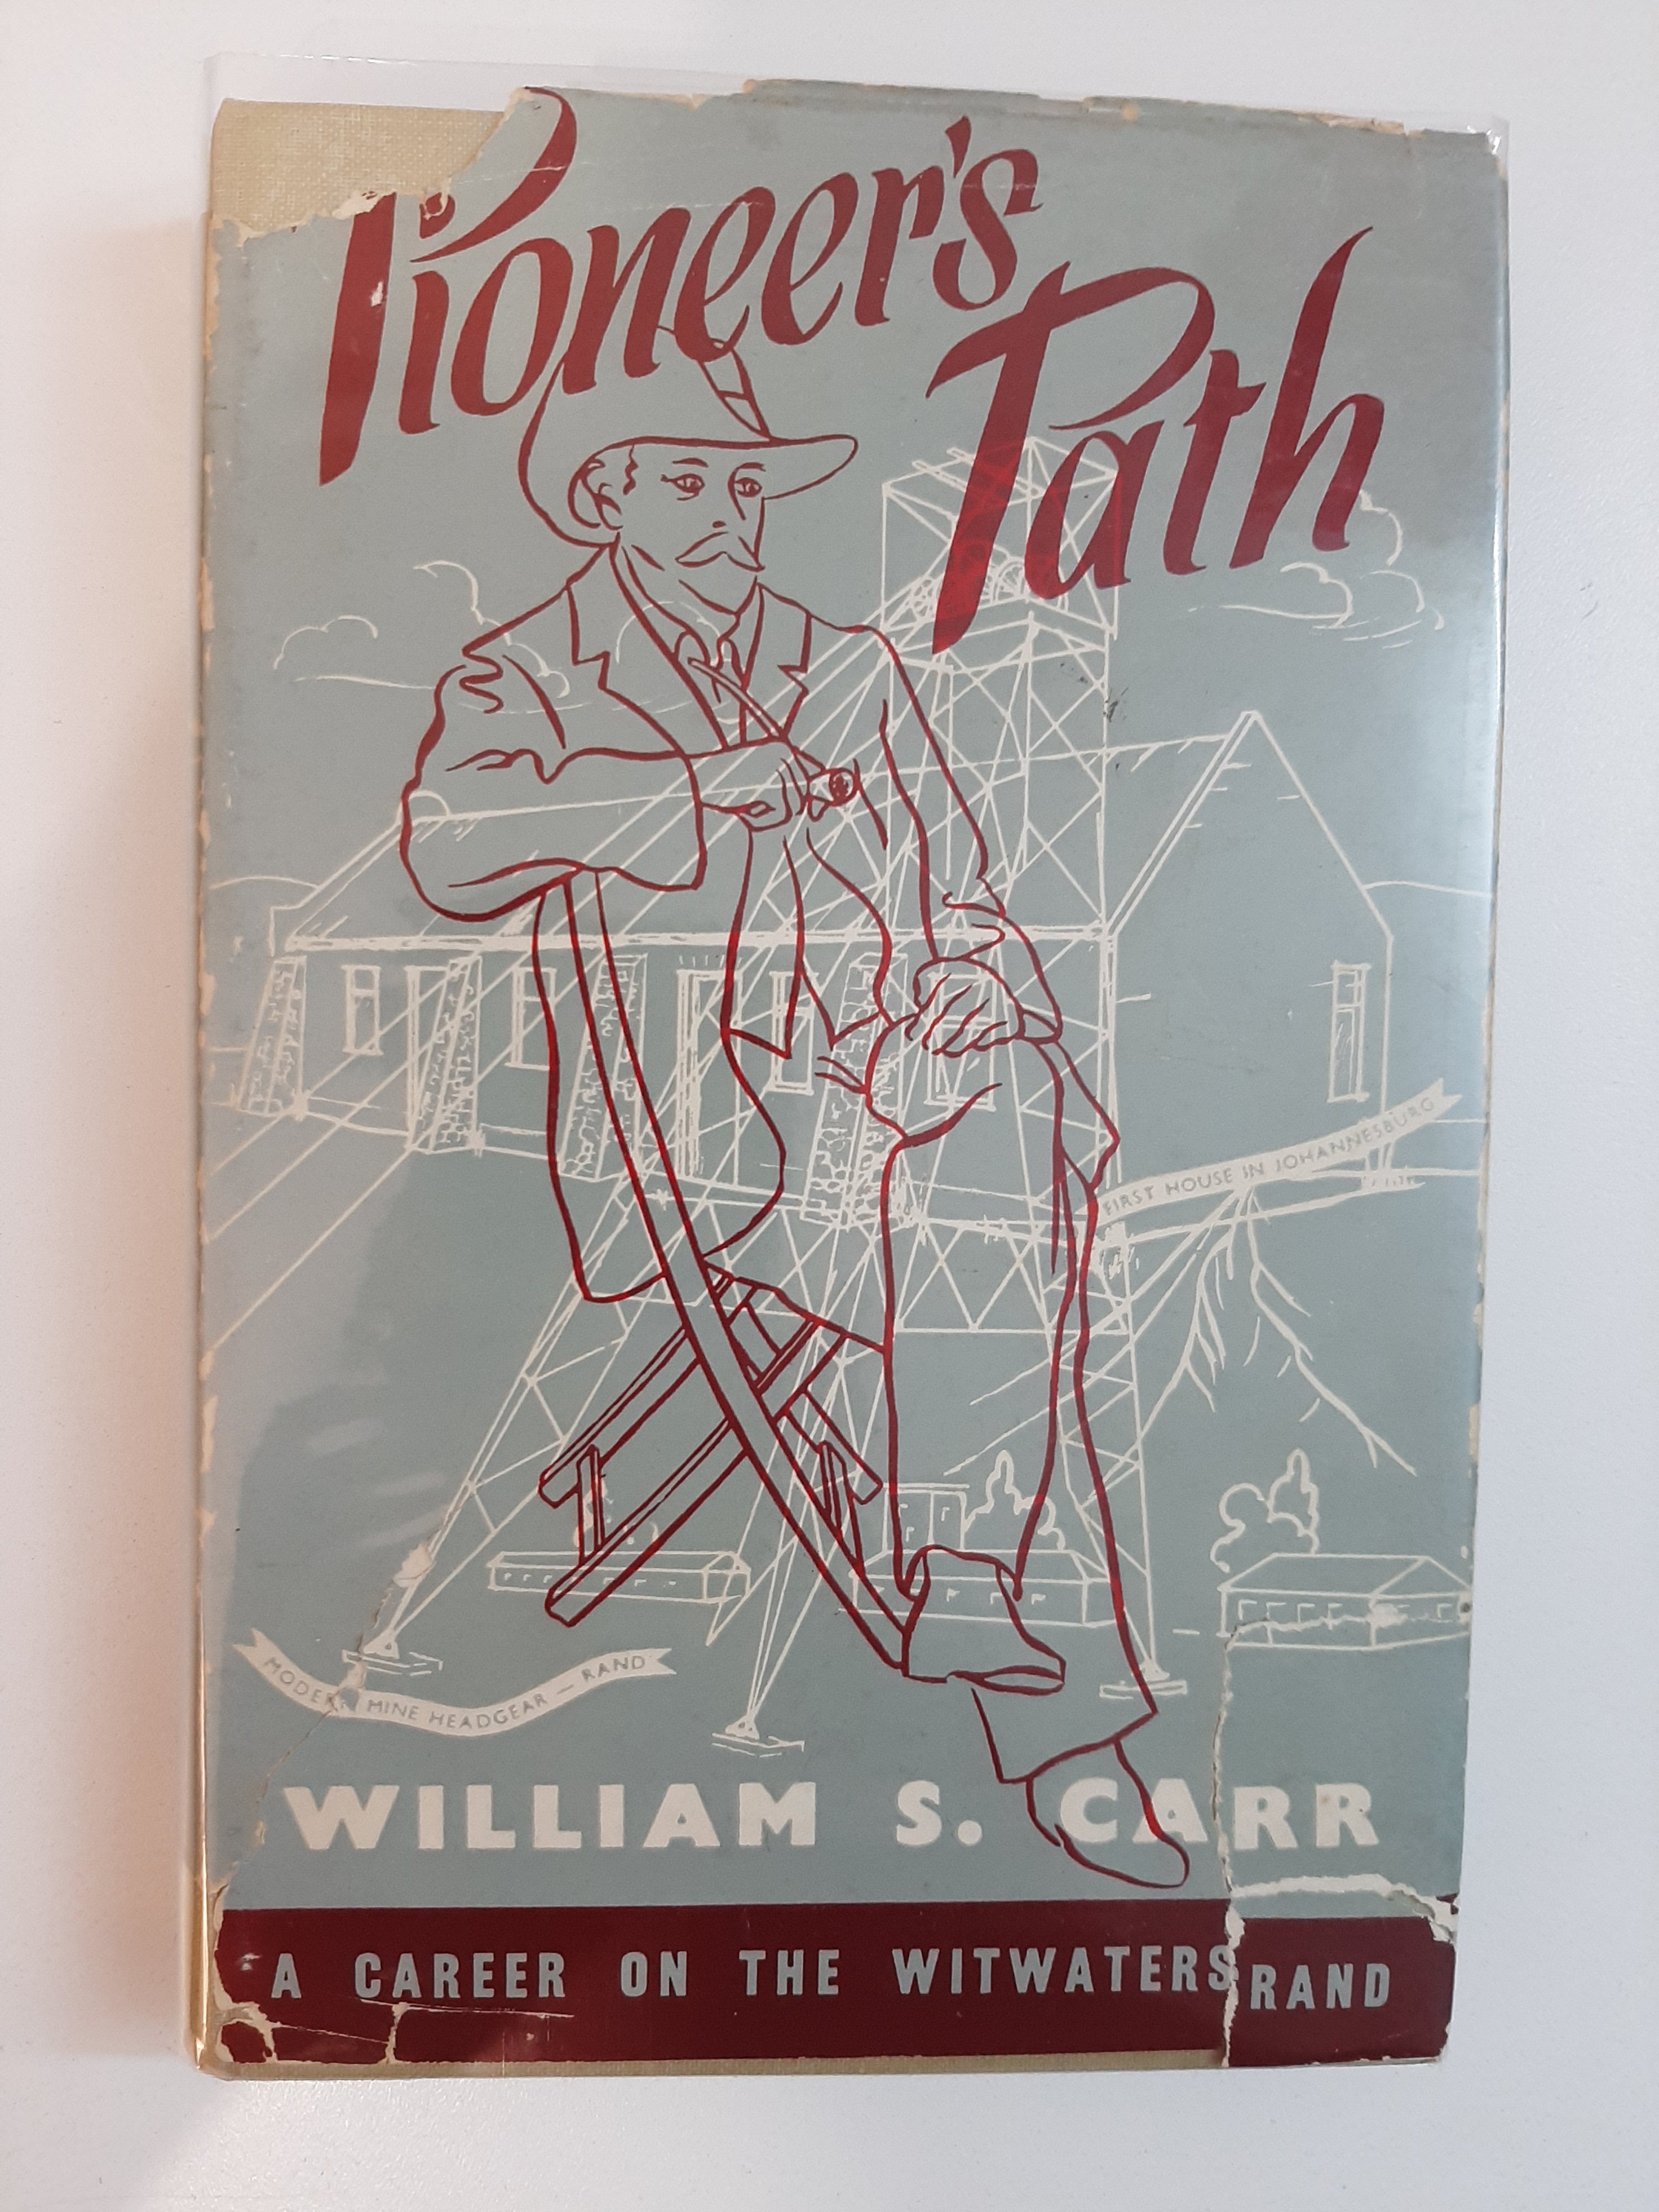 Pioneer's
Path
FIRST HOUSE IN JOHANNESBURG
MODERN MINE HEADGEAR — RAND
WILLIAM S. CARR
A CAREER ON THE WITWATERSRAND